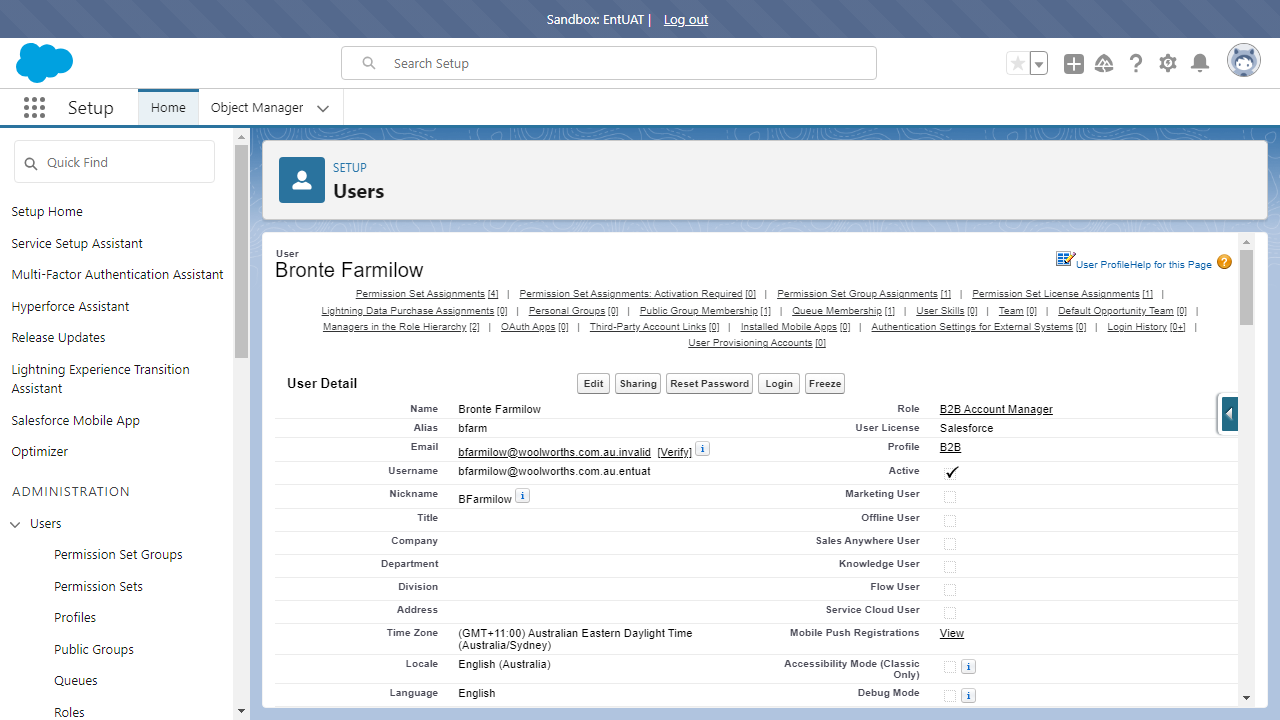 Sandbox: EntUAT | Log out
Search Setup
Setup Home Object Manager
Quick Find
Setup Home
Service Setup Assistant
Multi-Factor Authentication Assistant
Hyperforce Assistant
Release Updates
Lightning Experience Transition
Assistant
Salesforce Mobile App
Optimizer
ADMINISTRATION
Users
Permission Set Groups
Permission Sets
Profiles
Public Groups
Queues
Roles
SETUP
Users
User
Bronte Farmilow
User Profile Help for this Page ?
Permission Set Assignments [4] | Permission Set Assignments: Activation Required [0] | Permission Set Group Assignments [1] | Permission Set License Assignments [1] |
Lightning Data Purchase Assignments [0] | Personal Groups [0] | Public Group Membership [1] | Queue Membership [1] | User Skills [0] | Team [0] | Default Opportunity Team [0] |
Managers in the Role Hierarchy [2] | OAuth Apps [0] | Third-Party Account Links [0] | Installed Mobile Apps [0] | Authentication Settings for External Systems [0] | Login History [0+] |
User Provisioning Accounts [0]
User Detail Edit Sharing Reset Password Login Freeze
Name Bronte Farmilow Role B2B Account Manager
Alias bfarm User License Salesforce
Email bfarmilow@woolworths.com.au.invalid [Verify] i Profile B2B
Username bfarmilow@woolworths.com.au.entuat Active
Nickname BFarmilow i Marketing User
Title Offline User
Company Sales Anywhere User
Department Knowledge User
Division Flow User
Address Service Cloud User
Time Zone (GMT+11:00) Australian Eastern Daylight Time Mobile Push Registrations View
(Australia/Sydney)
Locale English (Australia) Accessibility Mode (Classic i
Only)
Language English Debug Mode i